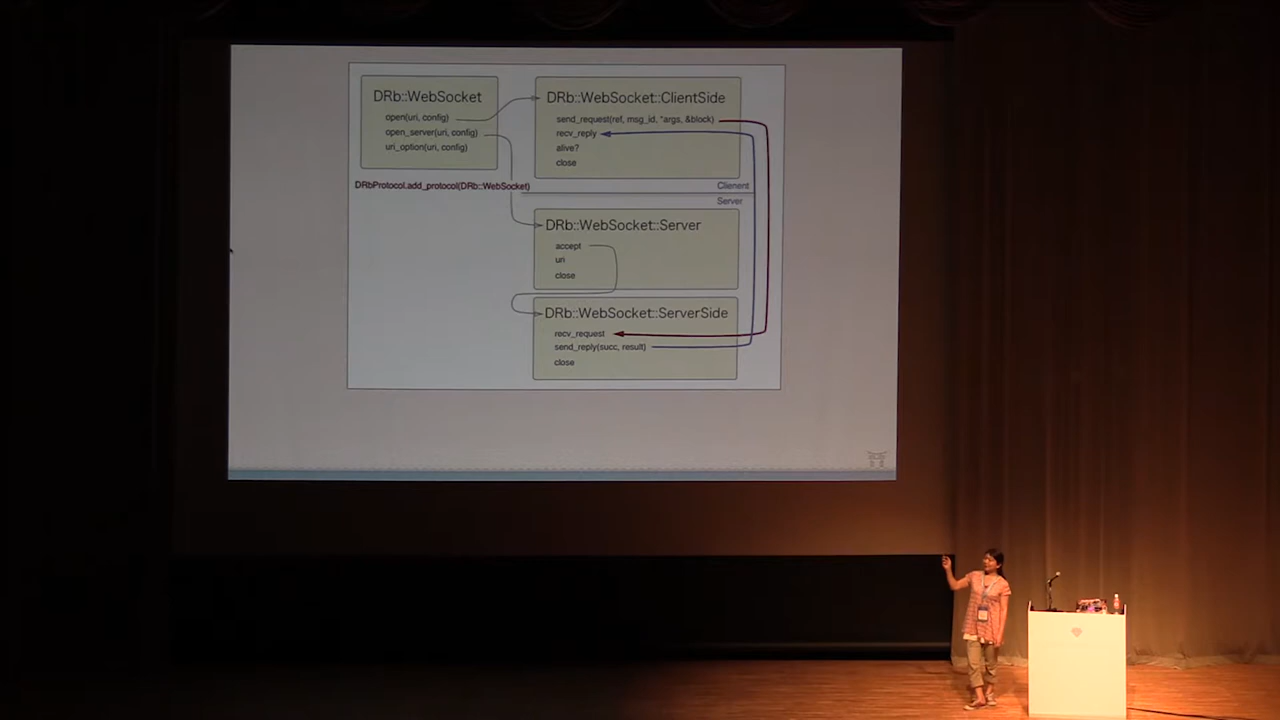 DRb::WebSocket
open(uri, config)
open_server(uri, config)
uri_option(uri, config)
DRbProtocol.add_protocol(DRb::WebSocket)
DRb::WebSocket::ClientSide
send_request(ref, msg_id, *args, &block)
recv_reply
alive?
close
Clienent
Server
DRb::WebSocket::Server
accept
uri
close
DRb::WebSocket::ServerSide
recv_request
send_reply(succ, result)
close